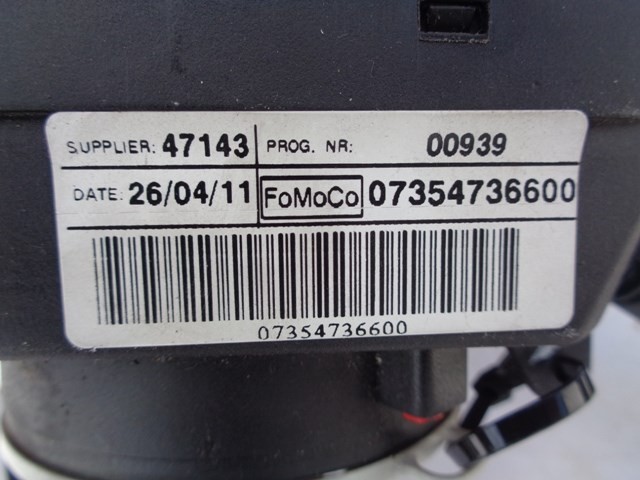 SUPPLIER: 47143 PROG. NR: 00939
DATE: 26/04/11 FoMoCo 07354736600
07354736600